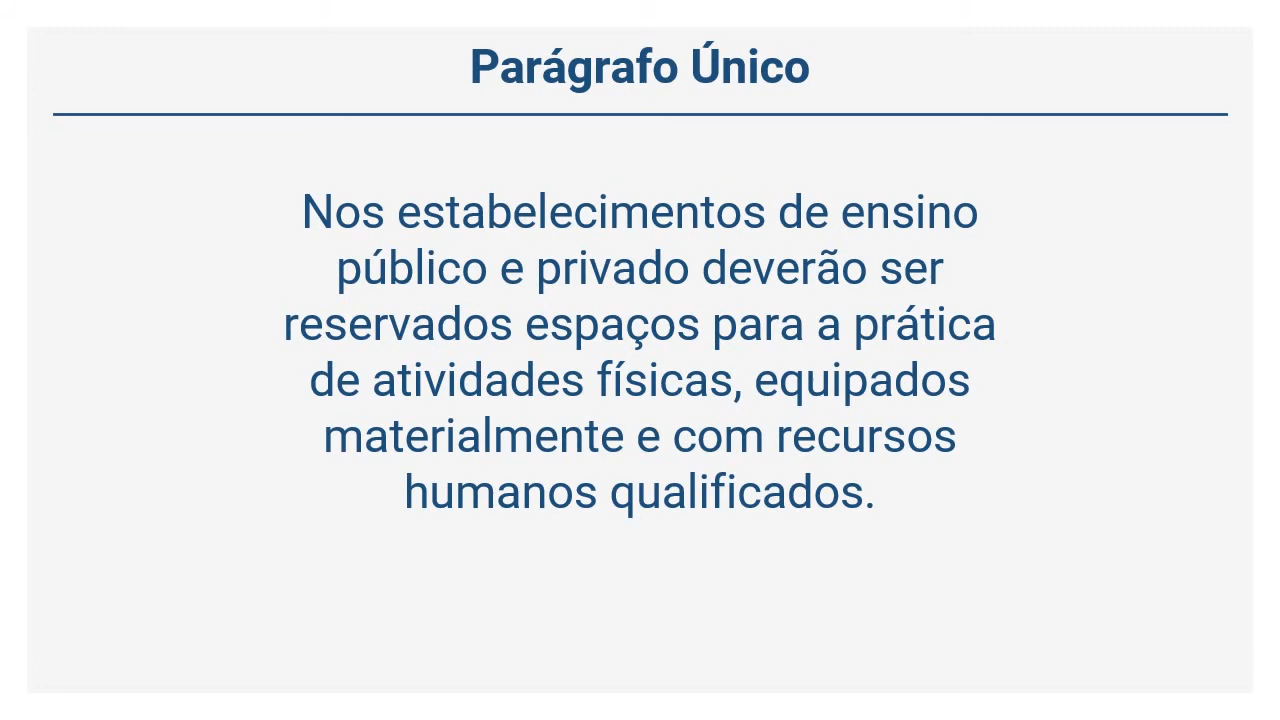 Parágrafo Único
Nos estabelecimentos de ensino
público e privado deverão ser
reservados espaços para a prática
de atividades físicas, equipados
materialmente e com recursos
humanos qualificados.